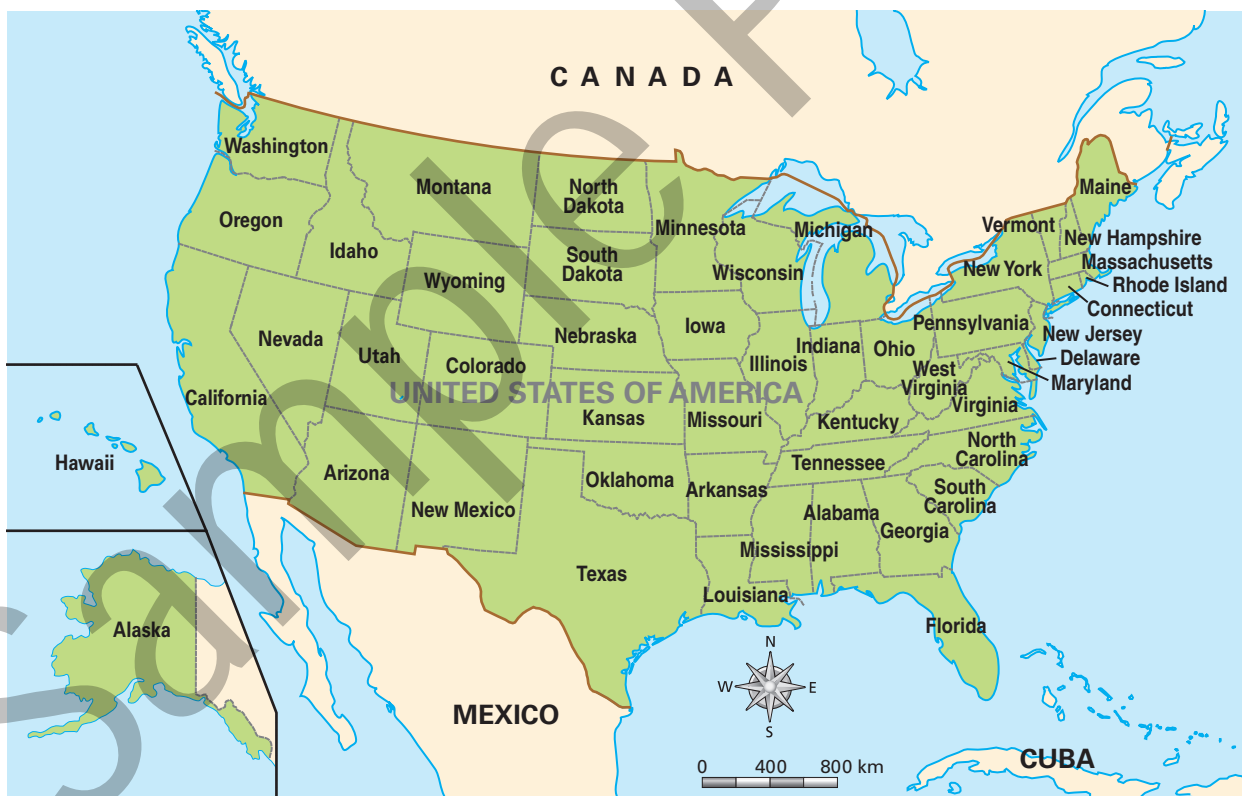 CANADA
Washington
Montana
North
Dakota
Minnesota
Michigan
Maine
Vermont
Oregon
Idaho
New Hampshire
Massachusetts
Rhode Island
Connecticut
South
Dakota
Wyoming
Wisconsin
New York
Nevada
Utah
Colorado
Nebraska
Iowa
Illinois
Indiana
Ohio
Pennsylvania
New Jersey
Delaware
Maryland
West
Virginia
Virginia
UNITED STATES OF AMERICA
California
Kansas
Missouri
Kentucky
Hawaii
Arizona
New Mexico
Oklahoma
Arkansas
Tennessee
North
Carolina
South
Carolina
Alabama
Georgia
Mississippi
Texas
Louisiana
Florida
Alaska
N
W
E
S
MEXICO
CUBA
0 400 800 km
Sample P